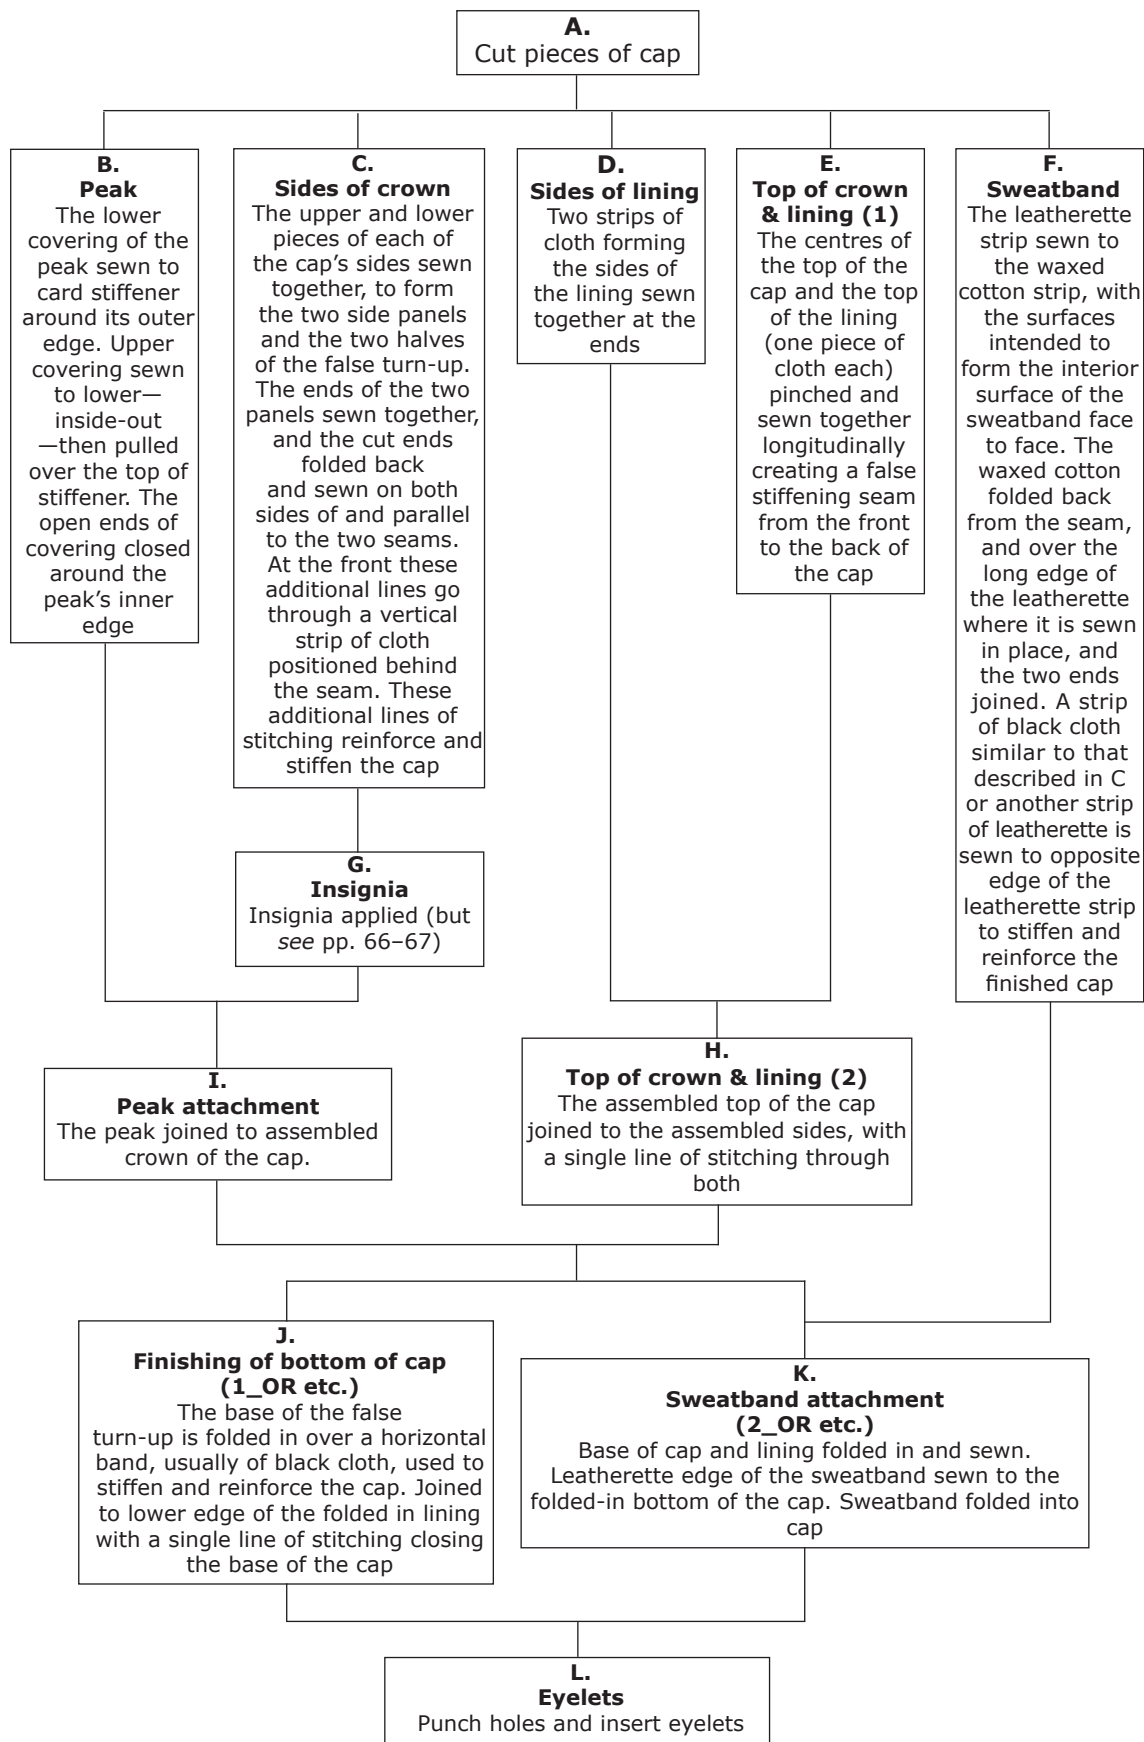 A.
Cut pieces of cap
B.
Peak
The lower
covering of the
peak sewn to
card stiffener
around its outer
edge. Upper
covering sewn
to lower—
inside-out
—then pulled
over the top of
stiffener. The
open ends of
covering closed
around the
peak’s inner
edge
C.
Sides of crown
The upper and lower
pieces of each of
the cap’s sides sewn
together, to form
the two side panels
and the two halves
of the false turn-up.
The ends of the two
panels sewn together,
and the cut ends
folded back
and sewn on both
sides of and parallel
to the two seams.
At the front these
additional lines go
through a vertical
strip of cloth
positioned behind
the seam. These
additional lines of
stitching reinforce and
stiffen the cap
D.
Sides of lining
Two strips of
cloth forming
the sides of
the lining sewn
together at the
ends
E.
Top of crown
& lining (1)
The centres of
the top of the
cap and the top
of the lining
(one piece of
cloth each)
pinched and
sewn together
longitudinally
creating a false
stiffening seam
from the front
to the back of
the cap
F.
Sweatband
The leatherette
strip sewn to
the waxed
cotton strip, with
the surfaces
intended to
form the interior
surface of the
sweatband face
to face. The
waxed cotton
folded back
from the seam,
and over the
long edge of
the leatherette
where it is sewn
in place, and
the two ends
joined. A strip
of black cloth
similar to that
described in C
or another strip
of leatherette is
sewn to opposite
edge of the
leatherette strip
to stiffen and
reinforce the
finished cap
G.
Insignia
Insignia applied (but
see pp. 66–67)
H.
Top of crown & lining (2)
The assembled top of the cap
joined to the assembled sides, with
a single line of stitching through
both
I.
Peak attachment
The peak joined to assembled
crown of the cap.
J.
Finishing of bottom of cap
(1_OR etc.)
The base of the false
turn-up is folded in over a horizontal
band, usually of black cloth, used to
stiffen and reinforce the cap. Joined
to lower edge of the folded in lining
with a single line of stitching closing
the base of the cap
K.
Sweatband attachment
(2_OR etc.)
Base of cap and lining folded in and sewn.
Leatherette edge of the sweatband sewn to the
folded-in bottom of the cap. Sweatband folded into
cap
L.
Eyelets
Punch holes and insert eyelets